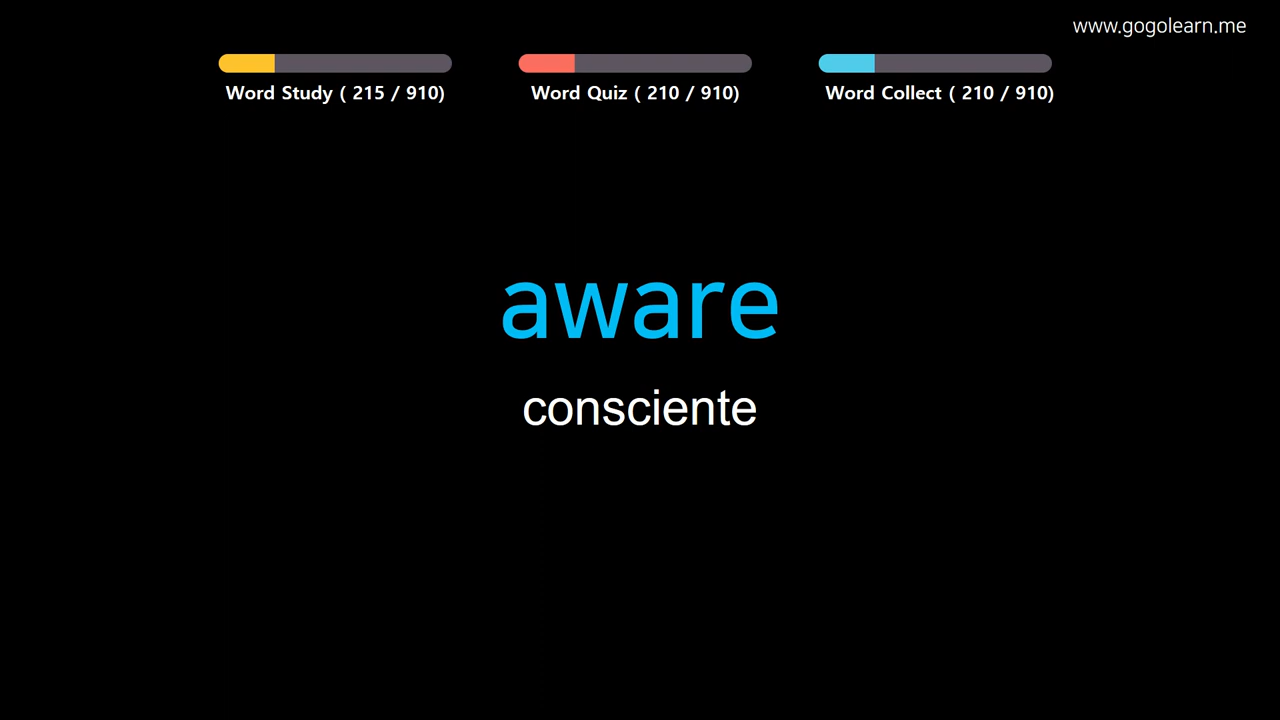 www.gogolearn.me
Word Study ( 215 / 910)
Word Quiz ( 210 / 910)
Word Collect ( 210 / 910)
aware
consciente